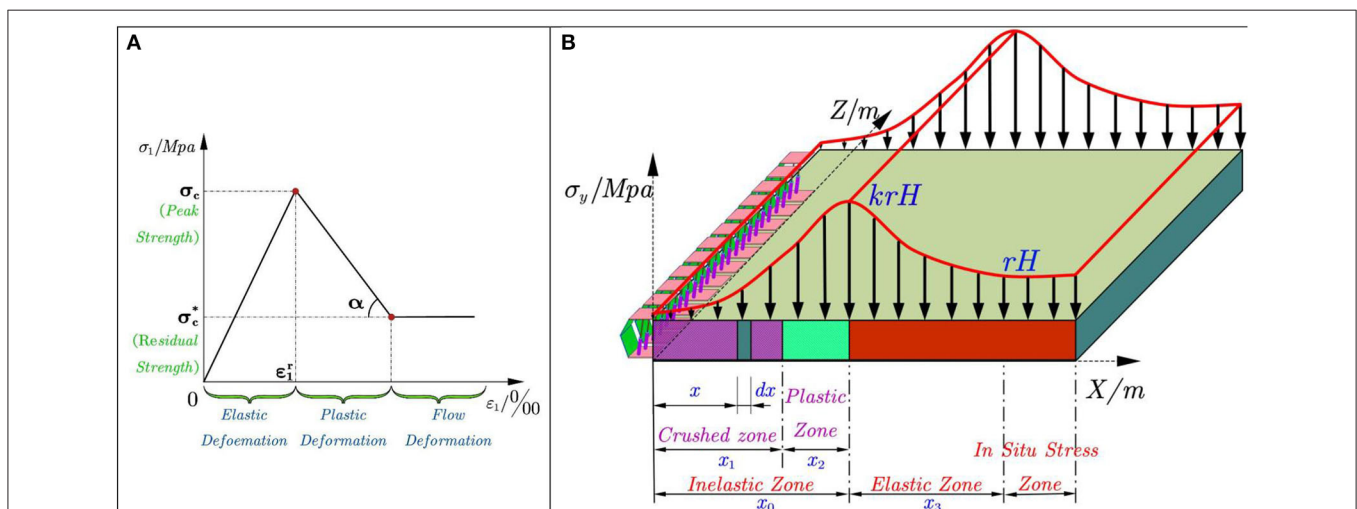 A
σ₁/Mpa
σc
(Peak
Strength)
σc*
(Residual
Strength)
α
ε₁ʳ
0
ε₁/0/00
Elastic
Defoemation
Plastic
Deformation
Flow
Deformation
B
Z/m
σy/Mpa
krH
rH
X/m
x
dx
Plastic
Crushed zone
Zone
x₁
x₂
In Situ Stress
Inelastic Zone
Elastic Zone
Zone
x₀
x₃